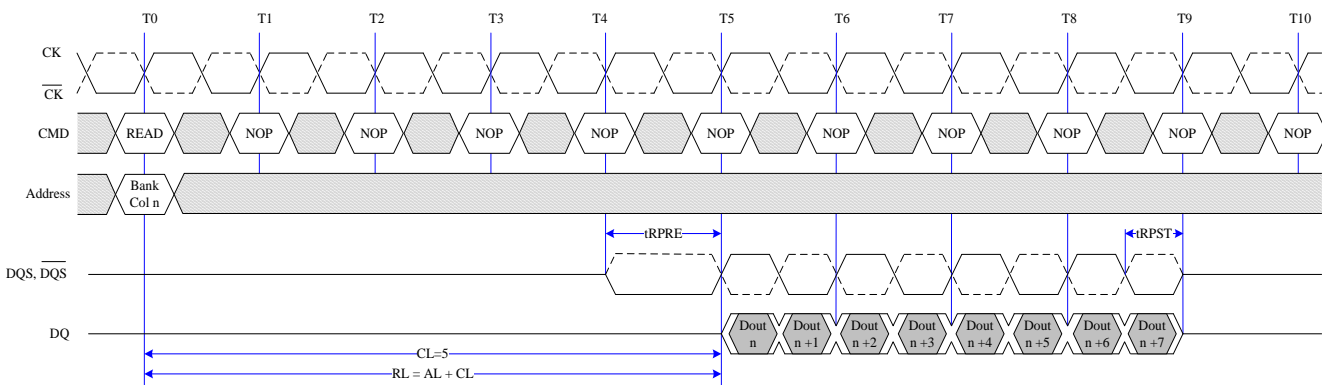 T0 T1 T2 T3 T4 T5 T6 T7 T8 T9 T10
CK
CK
CMD READ NOP NOP NOP NOP NOP NOP NOP NOP NOP NOP
Address Bank
Col n
tRPRE tRPST
DQS, DQS
DQ Dout Dout Dout Dout Dout Dout Dout Dout
n n +1 n +2 n +3 n +4 n +5 n +6 n +7
CL=5
RL = AL + CL